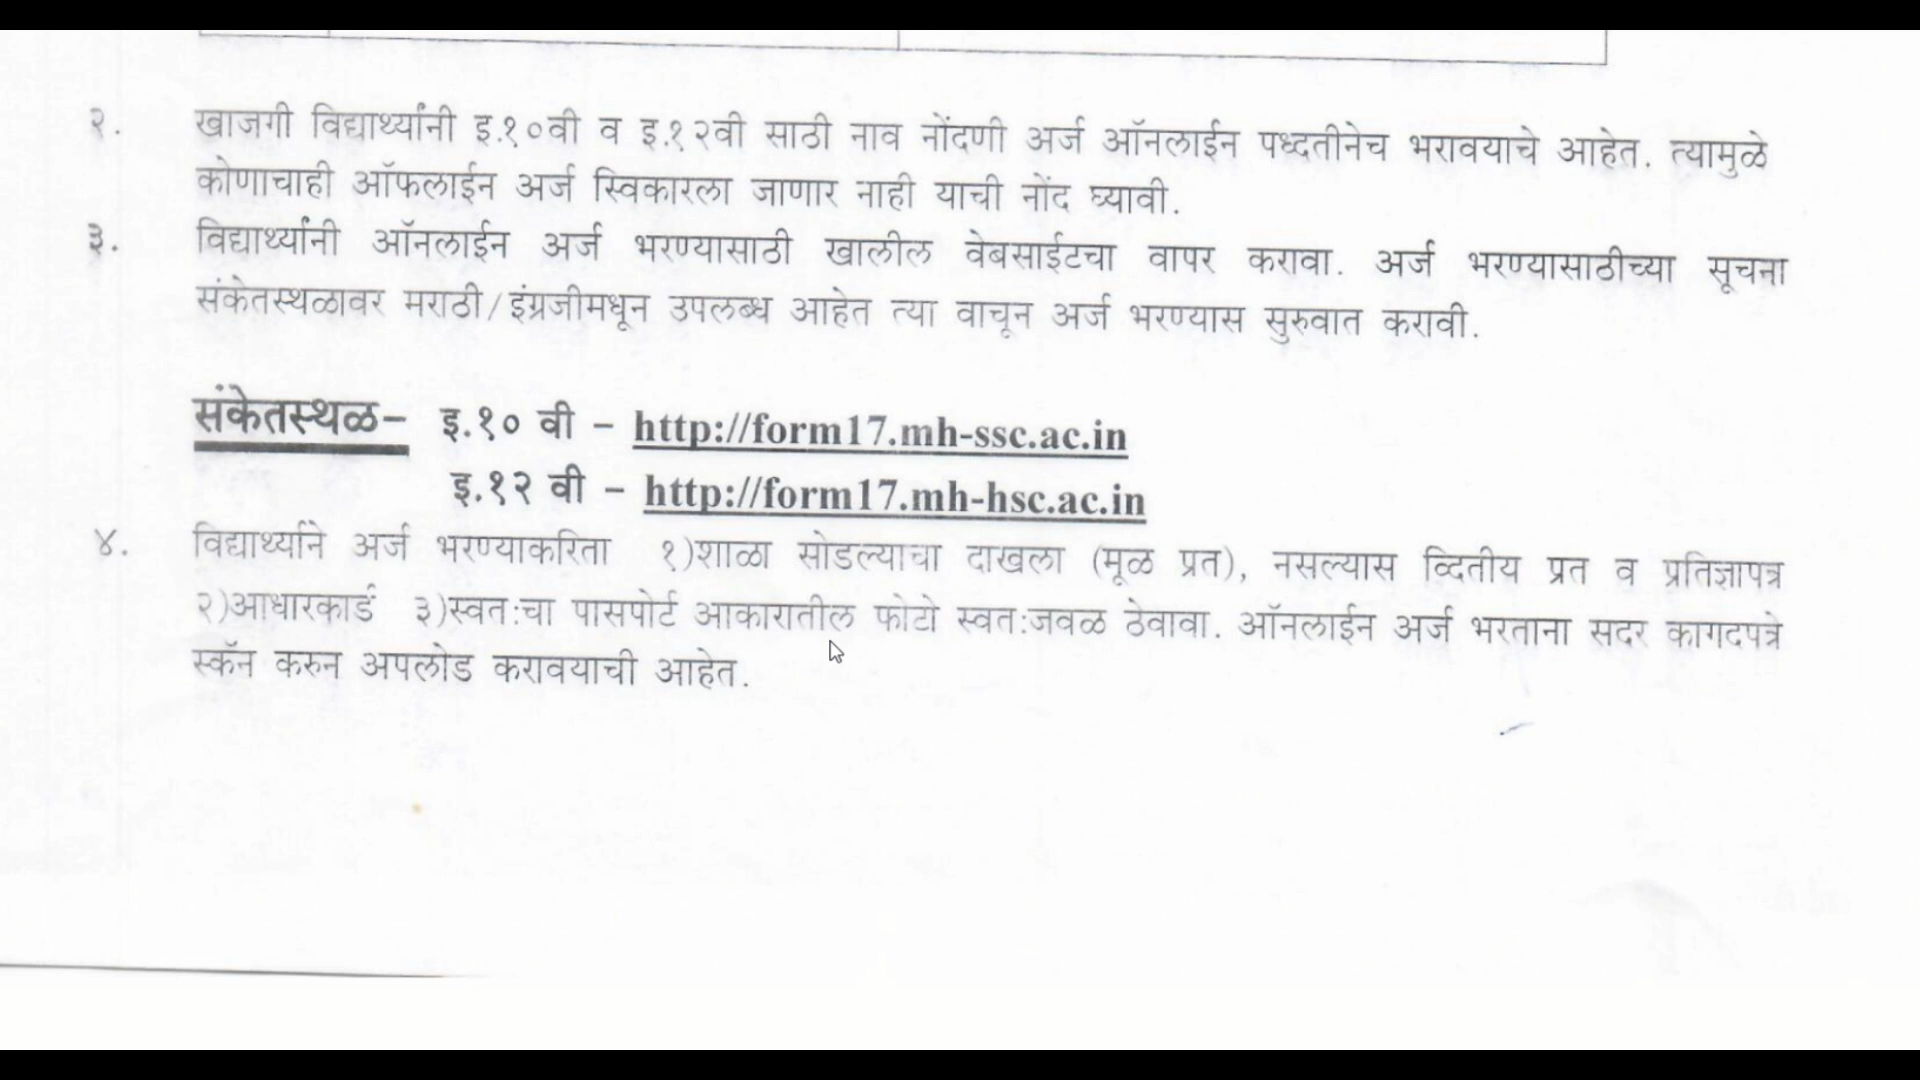 २. खाजगी विद्यार्थ्यांनी इ.१०वी व इ.१२वी साठी नाव नोंदणी अर्ज ऑनलाईन पध्दतीनेच भरावयाचे आहेत. त्यामुळे
कोणाचाही ऑफलाईन अर्ज स्विकारला जाणार नाही याची नोंद घ्यावी.
३. विद्यार्थ्यांनी ऑनलाईन अर्ज भरण्यासाठी खालील वेबसाईटचा वापर करावा. अर्ज भरण्यासाठीच्या सूचना
संकेतस्थळावर मराठी/इंग्रजीमधून उपलब्ध आहेत त्या वाचून अर्ज भरण्यास सुरुवात करावी.
संकेतस्थळ– इ.१० वी – http://form17.mh-ssc.ac.in
इ.१२ वी – http://form17.mh-hsc.ac.in
४. विद्यार्थ्याने अर्ज भरण्याकरिता १)शाळा सोडल्याचा दाखला (मूळ प्रत), नसल्यास व्दितीय प्रत व प्रतिज्ञापत्र
२)आधारकार्ड ३)स्वत:चा पासपोर्ट आकारातील फोटो स्वत:जवळ ठेवावा. ऑनलाईन अर्ज भरताना सदर कागदपत्रे
स्कॅन करुन अपलोड करावयाची आहेत.